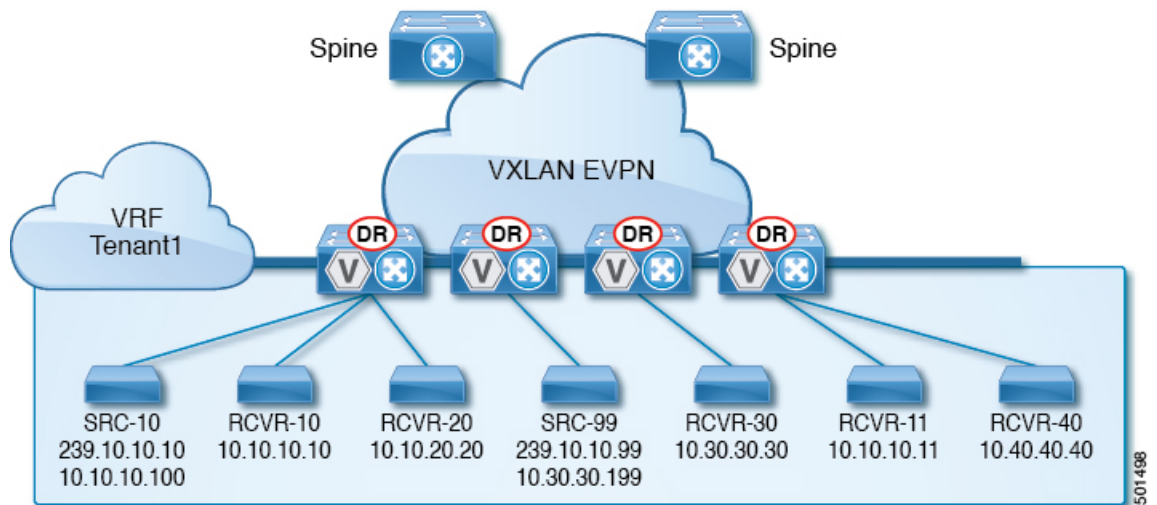 Spine
Spine
VXLAN EVPN
VRF
Tenant1
DR
DR
DR
DR
V
V
V
V
SRC-10
239.10.10.10
10.10.10.100
RCVR-10
10.10.10.10
RCVR-20
10.10.20.20
SRC-99
239.10.10.99
10.30.30.199
RCVR-30
10.30.30.30
RCVR-11
10.10.10.11
RCVR-40
10.40.40.40
501498